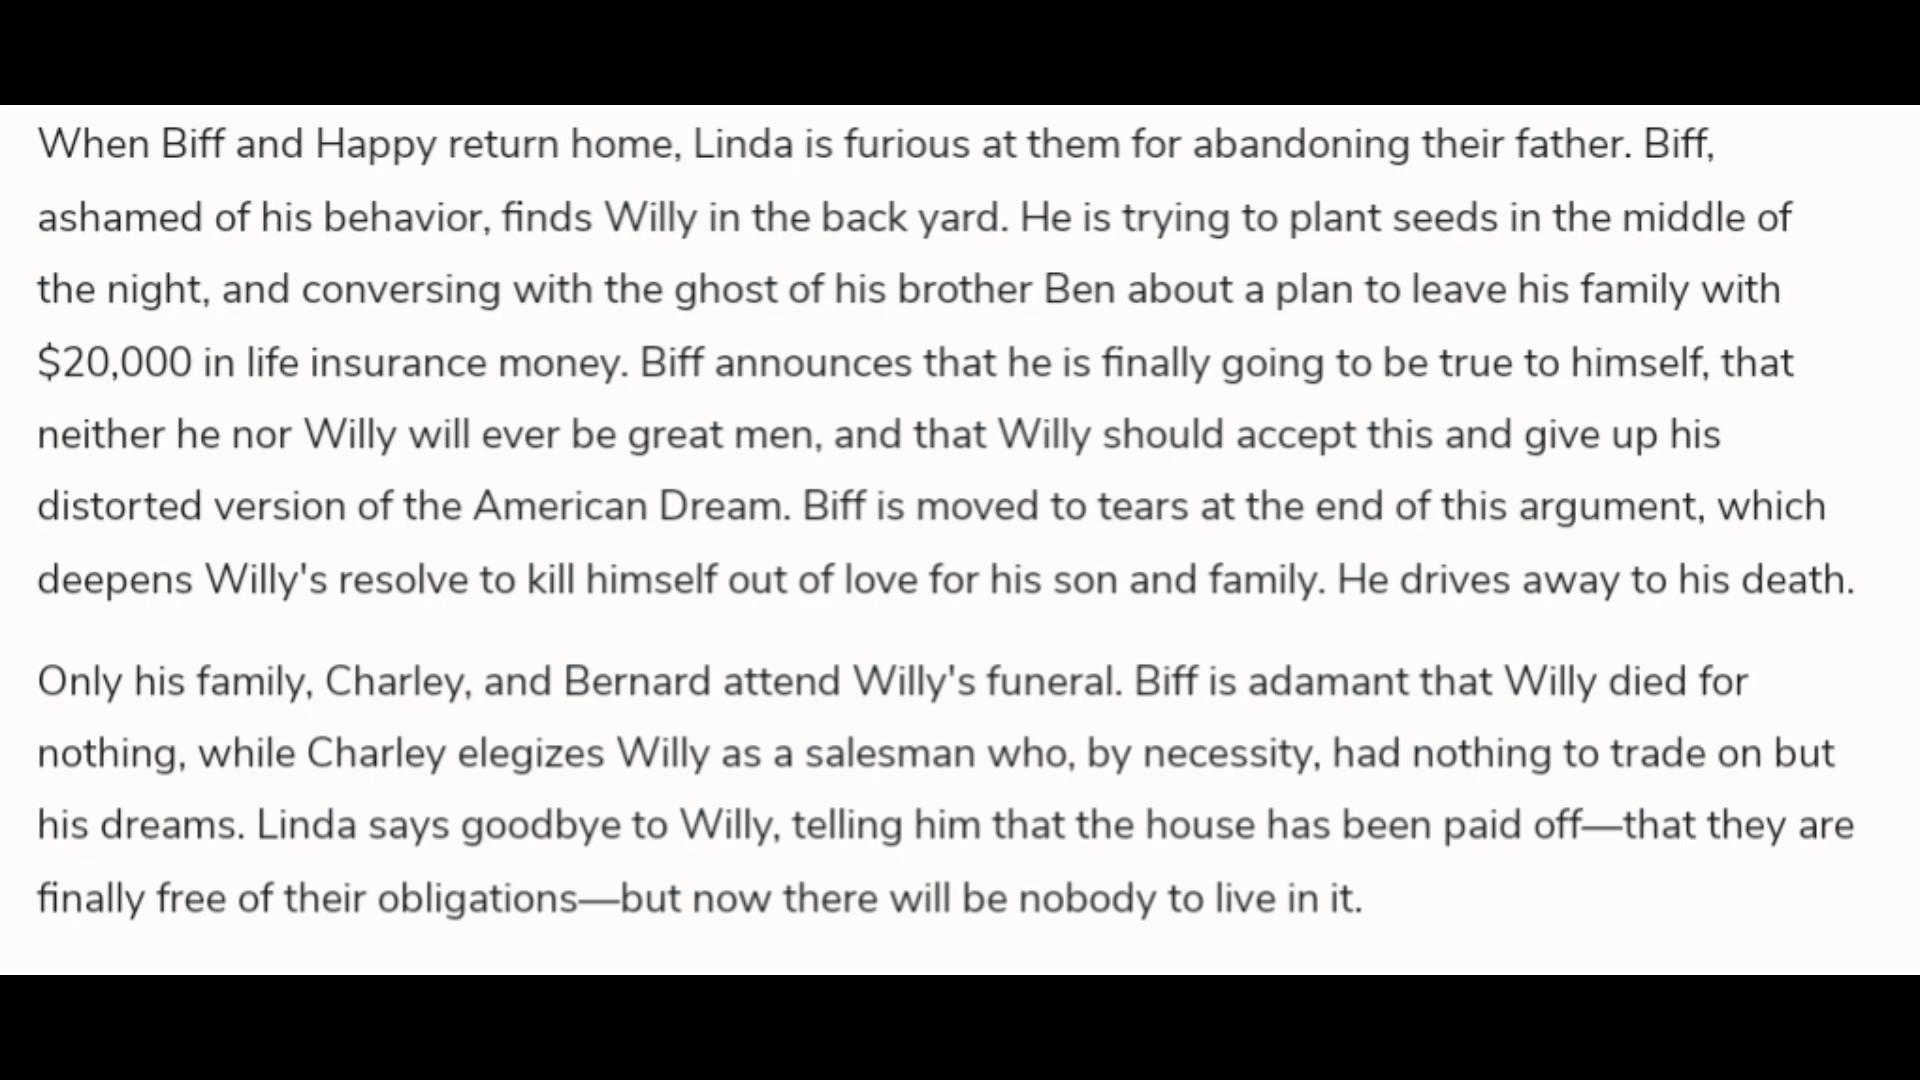 When Biff and Happy return home, Linda is furious at them for abandoning their father. Biff,
ashamed of his behavior, finds Willy in the back yard. He is trying to plant seeds in the middle of
the night, and conversing with the ghost of his brother Ben about a plan to leave his family with
$20,000 in life insurance money. Biff announces that he is finally going to be true to himself, that
neither he nor Willy will ever be great men, and that Willy should accept this and give up his
distorted version of the American Dream. Biff is moved to tears at the end of this argument, which
deepens Willy's resolve to kill himself out of love for his son and family. He drives away to his death.
Only his family, Charley, and Bernard attend Willy's funeral. Biff is adamant that Willy died for
nothing, while Charley elegizes Willy as a salesman who, by necessity, had nothing to trade on but
his dreams. Linda says goodbye to Willy, telling him that the house has been paid off—that they are
finally free of their obligations—but now there will be nobody to live in it.